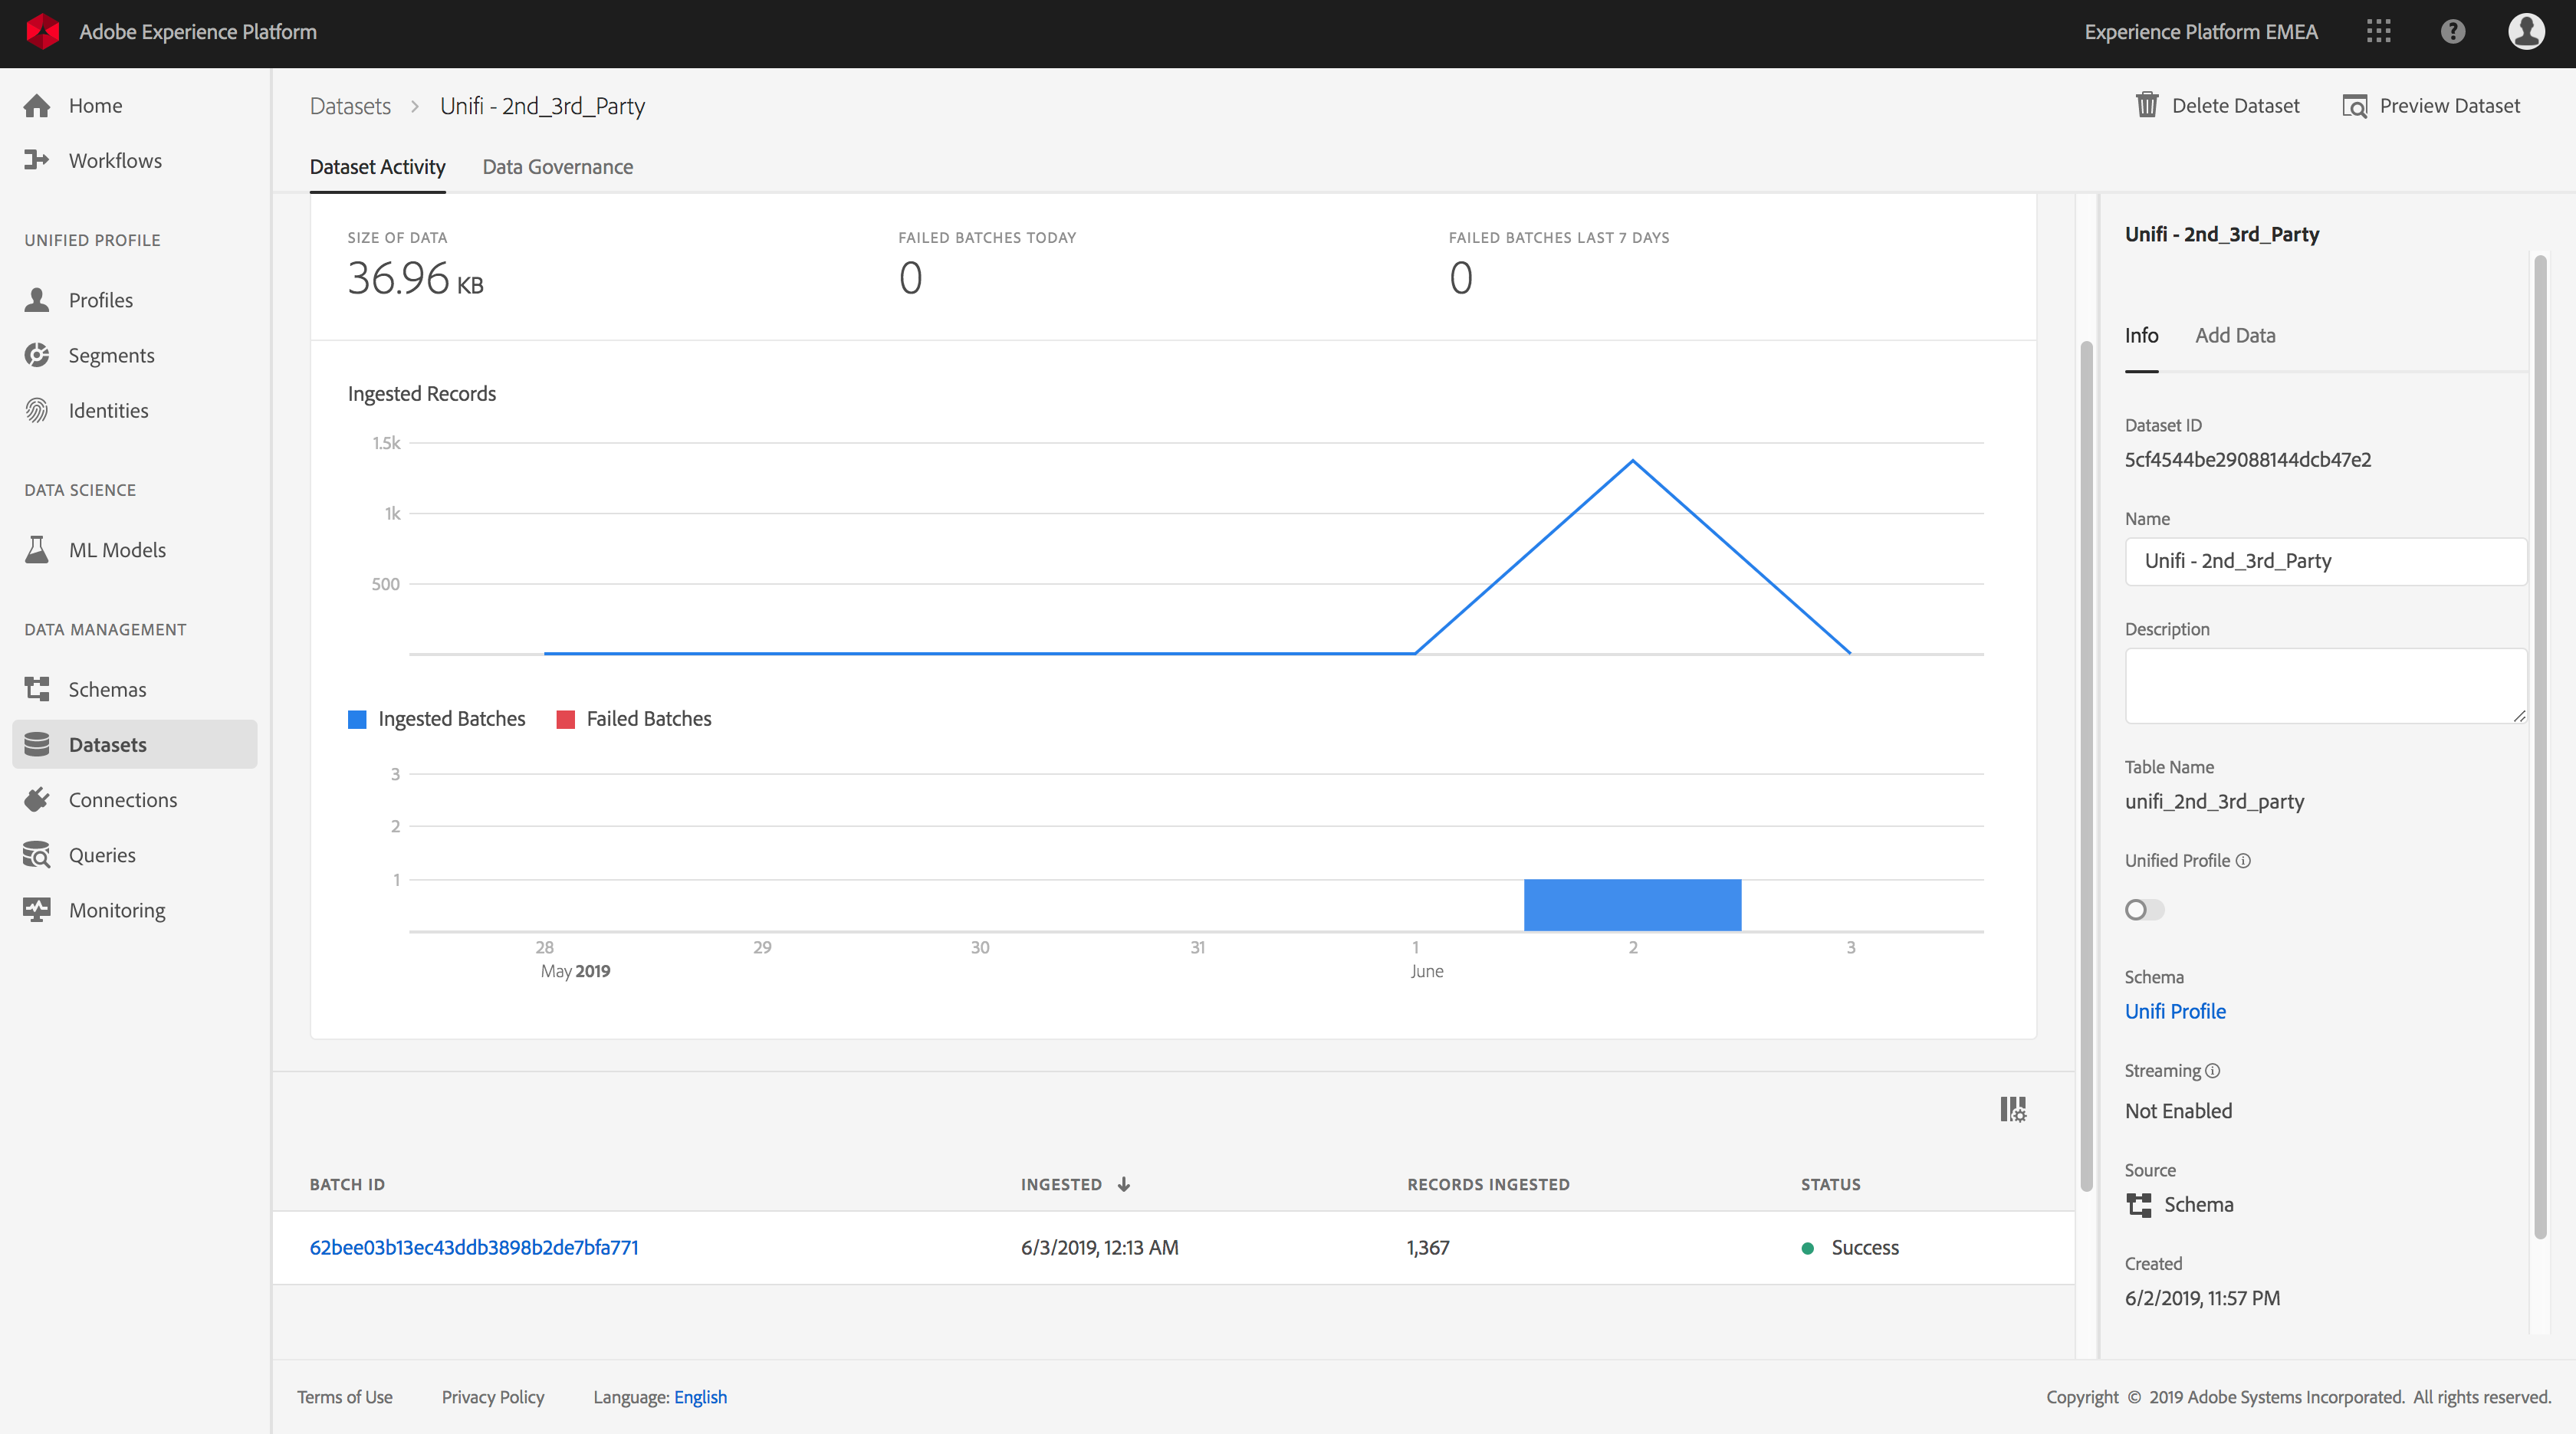 Adobe Experience Platform
Experience Platform EMEA
Home
Workflows
UNIFIED PROFILE
Profiles
Segments
Identities
DATA SCIENCE
ML Models
DATA MANAGEMENT
Schemas
Datasets
Connections
Queries
Monitoring
Datasets > Unifi - 2nd_3rd_Party
Delete Dataset
Preview Dataset
Dataset Activity
Data Governance
SIZE OF DATA
36.96 KB
FAILED BATCHES TODAY
0
FAILED BATCHES LAST 7 DAYS
0
Ingested Records
1.5k
1k
500
Ingested Batches
Failed Batches
3
2
1
28 29 30 31 1 2 3
May 2019 June
BATCH ID INGESTED RECORDS INGESTED STATUS
62bee03b13ec43ddb3898b2de7bfa771 6/3/2019, 12:13 AM 1,367 Success
Unifi - 2nd_3rd_Party
Info
Add Data
Dataset ID
5cf4544be29088144dcb47e2
Name
Unifi - 2nd_3rd_Party
Description
Table Name
unifi_2nd_3rd_party
Unified Profile
Schema
Unifi Profile
Streaming
Not Enabled
Source
Schema
Created
6/2/2019, 11:57 PM
Terms of Use
Privacy Policy
Language: English
Copyright © 2019 Adobe Systems Incorporated. All rights reserved.